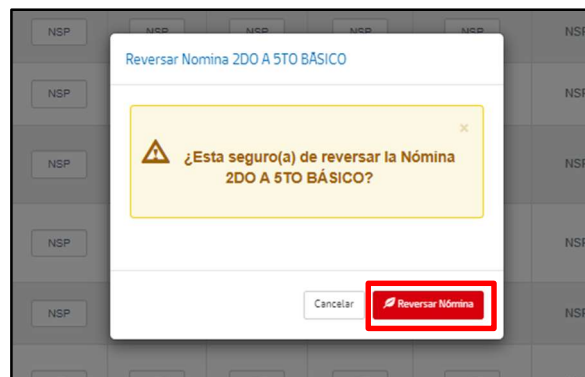 NSP NSP NSP NSP NSP NSP
Reversar Nomina 2DO A 5TO BÁSICO
NSP
×
¿Esta seguro(a) de reversar la Nómina
2DO A 5TO BÁSICO?
NSP
NSP
Cancelar Reversar Nómina
NSP